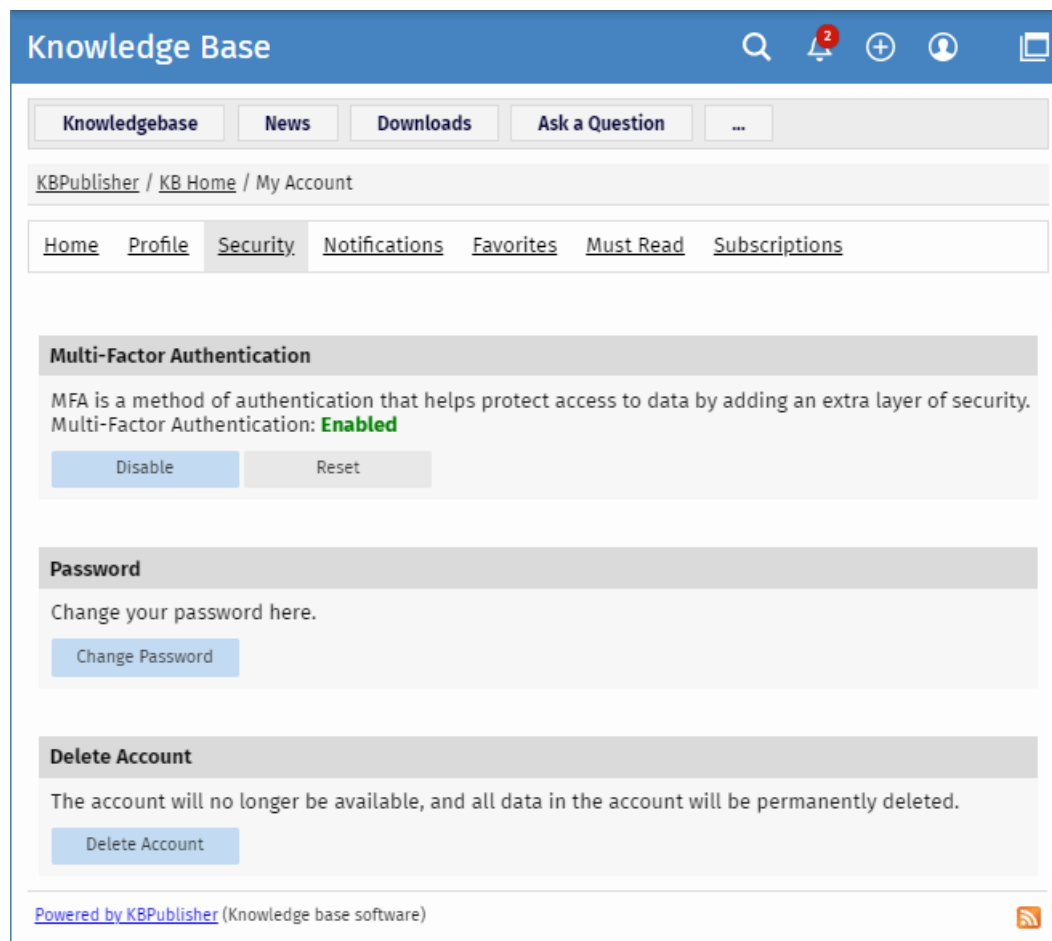 Knowledge Base
2
Knowledgebase News Downloads Ask a Question ...
KBPublisher / KB Home / My Account
Home Profile Security Notifications Favorites Must Read Subscriptions
Multi-Factor Authentication
MFA is a method of authentication that helps protect access to data by adding an extra layer of security.
Multi-Factor Authentication: Enabled
Disable Reset
Password
Change your password here.
Change Password
Delete Account
The account will no longer be available, and all data in the account will be permanently deleted.
Delete Account
Powered by KBPublisher (Knowledge base software)